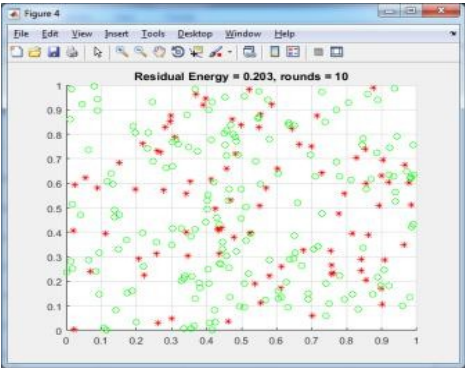 Figure 4
File Edit View Insert Tools Desktop Window Help
Residual Energy = 0.203, rounds = 10
1
0.9
0.8
0.7
0.6
0.5
0.4
0.3
0.2
0.1
0
0 0.1 0.2 0.3 0.4 0.5 0.6 0.7 0.8 0.9 1